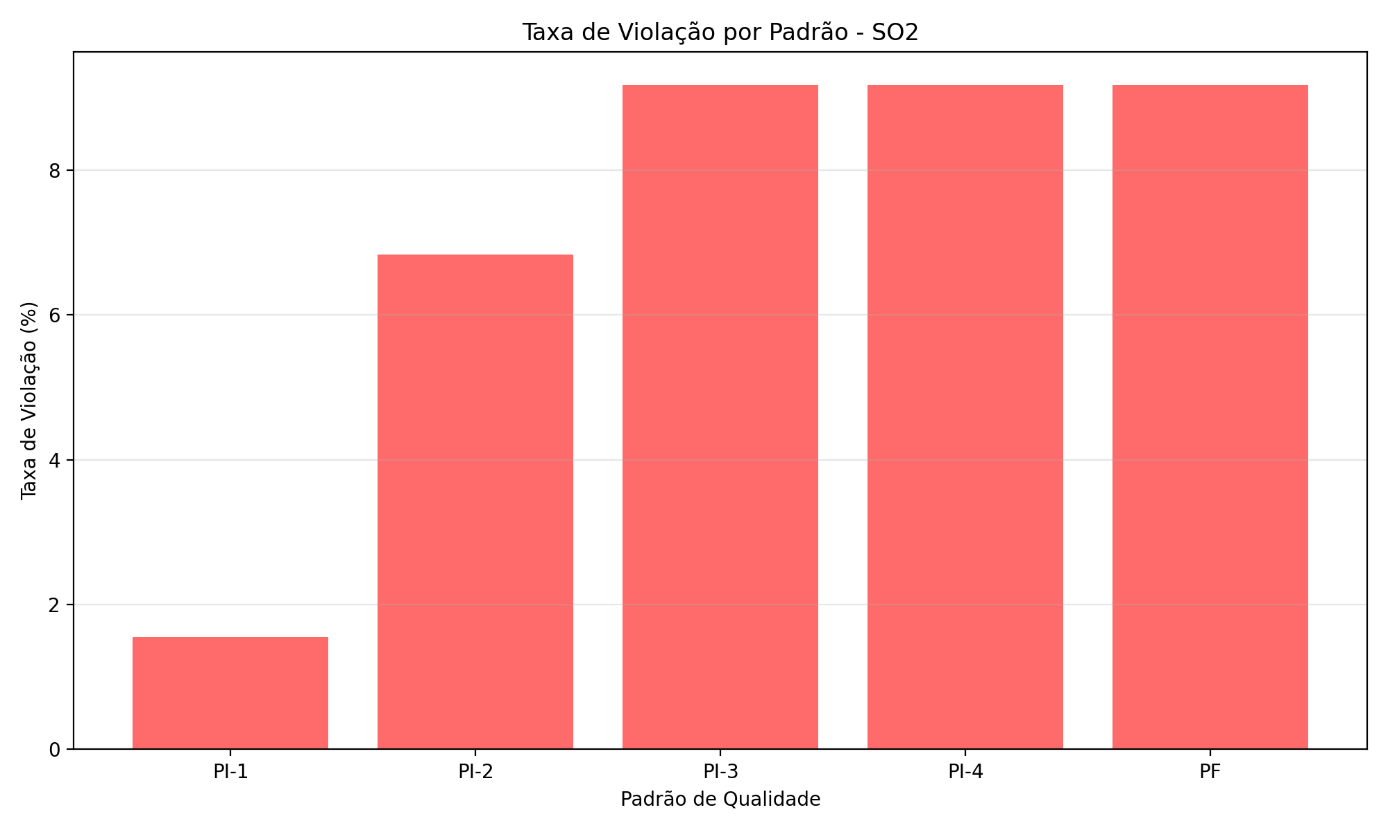 Taxa de Violação por Padrão - SO2
Taxa de Violação (%)
8
6
4
2
0
PI-1 PI-2 PI-3 PI-4 PF
Padrão de Qualidade